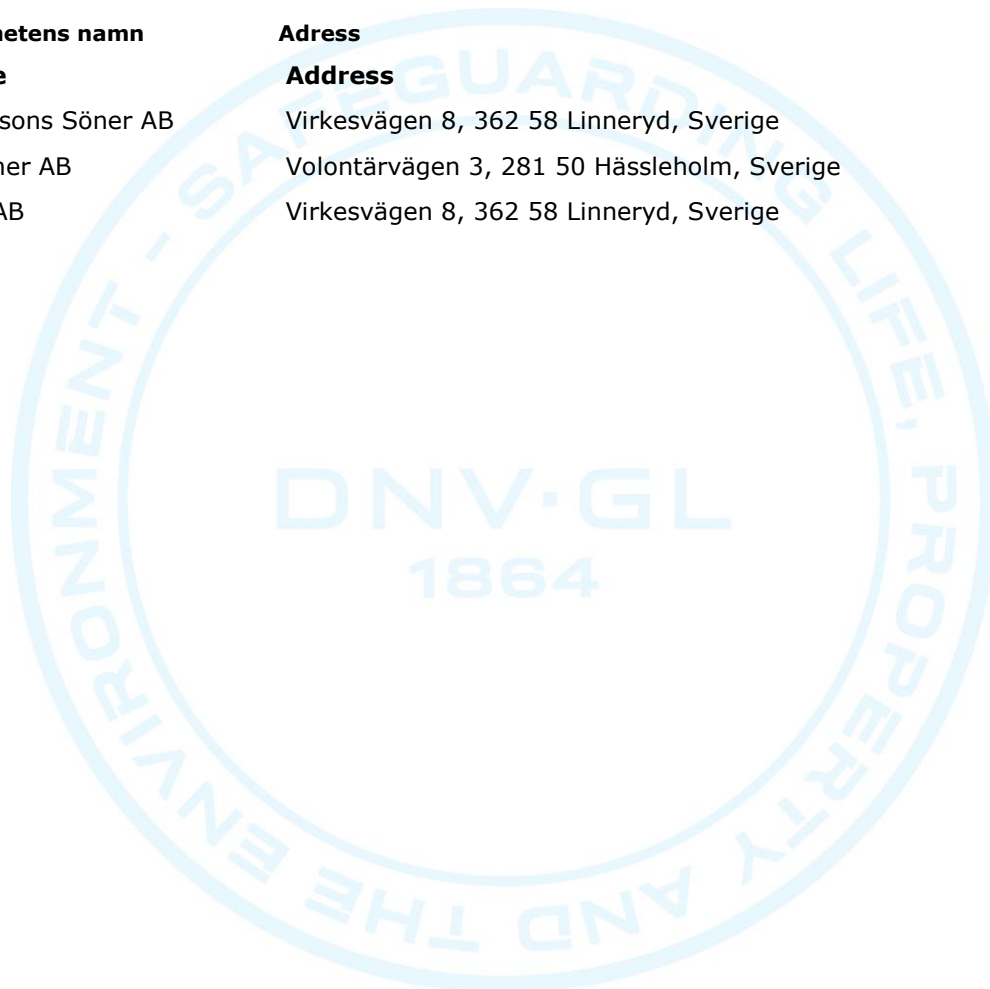 etens namn Adress
e Address
sons Söner AB Virkesvägen 8, 362 58 Linneryd, Sverige
ner AB Volontärvägen 3, 281 50 Hässleholm, Sverige
AB Virkesvägen 8, 362 58 Linneryd, Sverige
SAFEGUARDING LIFE, PROPERTY AND THE ENVIRONMENT -
DNV·GL
1864